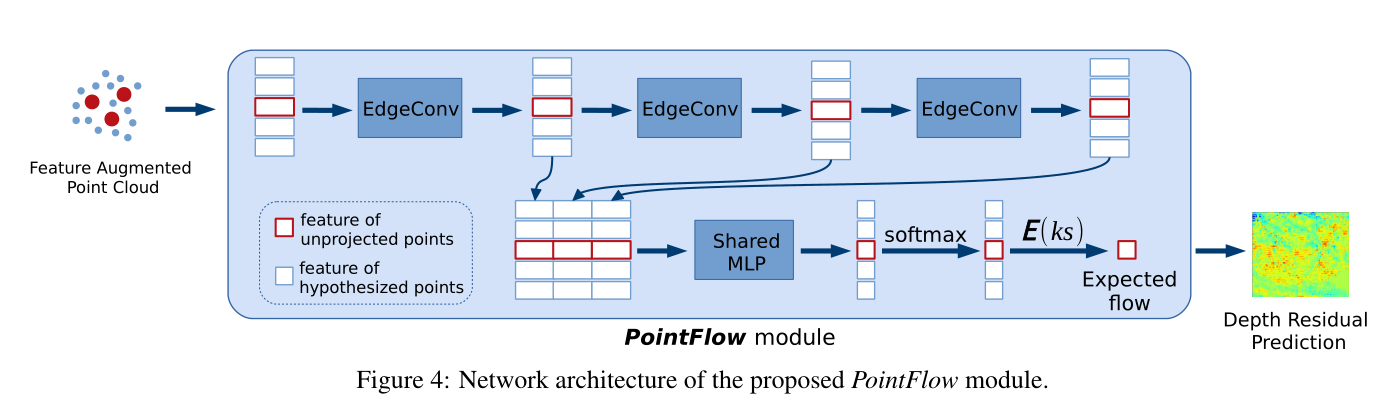 EdgeConv
EdgeConv
EdgeConv
Feature Augmented
Point Cloud
feature of
unprojected points
feature of
hypothesized points
Shared
MLP
softmax
E(ks)
Expected
flow
Depth Residual
Prediction
PointFlow module
Figure 4: Network architecture of the proposed PointFlow module.